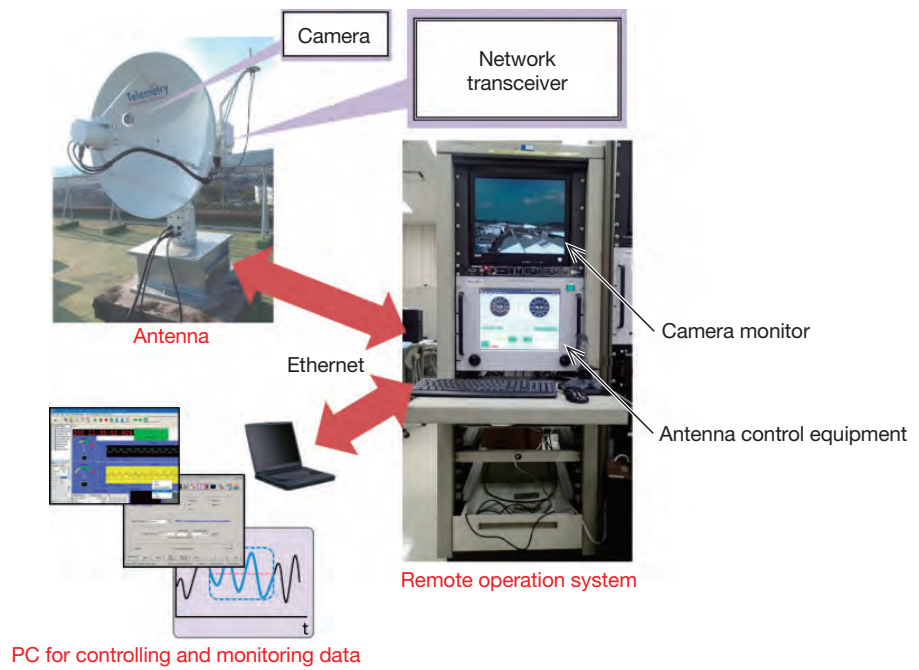 Camera
Network
transceiver
Telemetry
Antenna
Ethernet
Camera monitor
Antenna control equipment
Remote operation system
t
PC for controlling and monitoring data